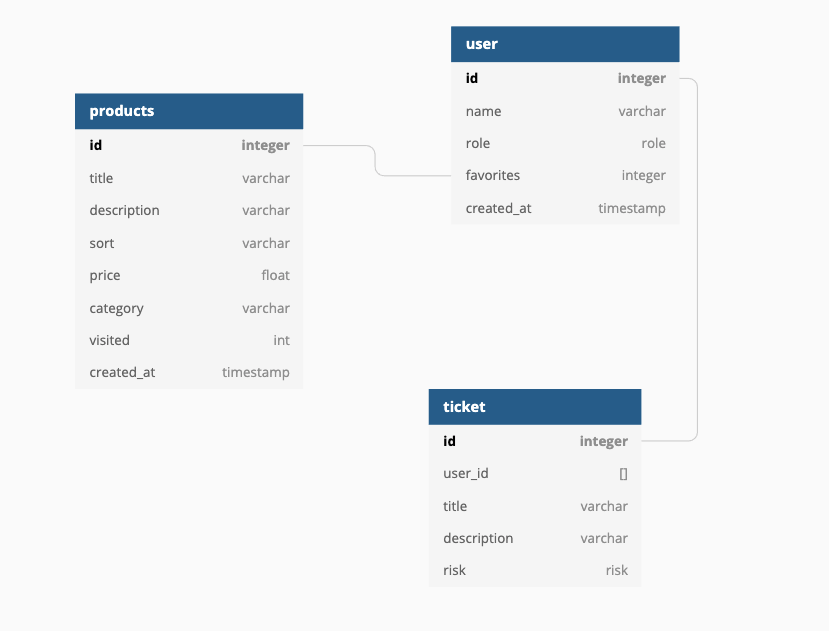 user
id integer
name varchar
role role
favorites integer
created_at timestamp
products
id integer
title varchar
description varchar
sort varchar
price float
category varchar
visited int
created_at timestamp
ticket
id integer
user_id []
title varchar
description varchar
risk risk